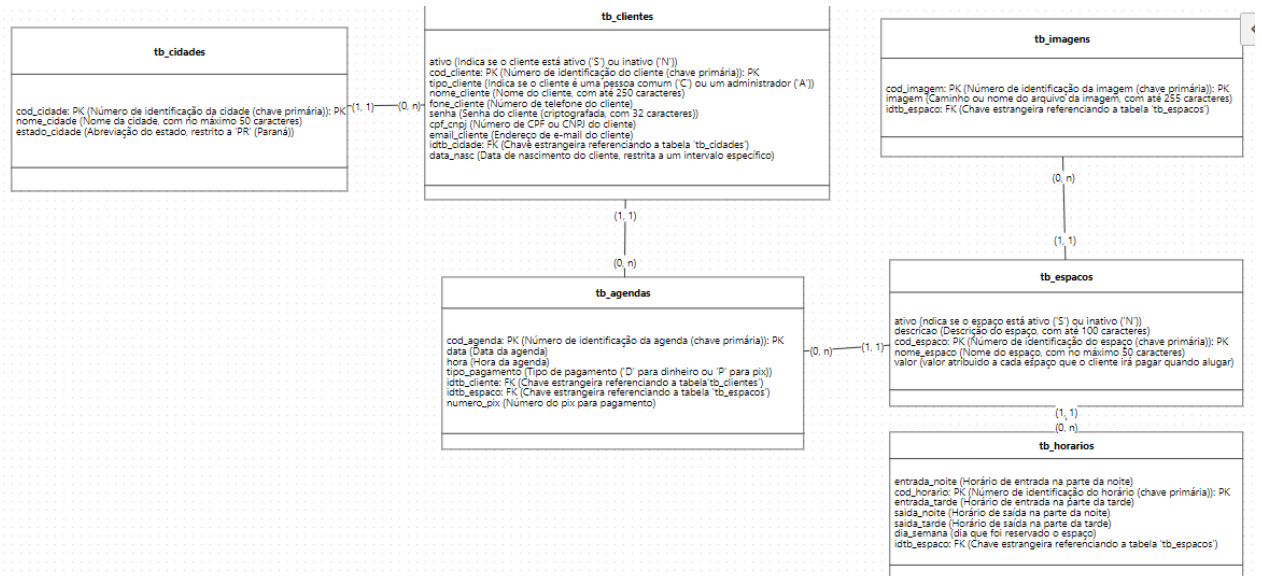 tb_cidades
cod_cidade: PK (Número de identificação da cidade (chave primária)): PK
nome_cidade (Nome da cidade, com no máximo 50 caracteres)
estado_cidade (Abreviação do estado, restrito a 'PR' (Paraná))
(1, 1)
(0, n)
tb_clientes
ativo (Indica se o cliente está ativo ('S') ou inativo ('N'))
cod_cliente: PK (Número de identificação do cliente (chave primária)): PK
tipo_cliente (Indica se o cliente é uma pessoa comum ('C') ou um administrador ('A'))
nome_cliente (Nome do cliente, com até 250 caracteres)
fone_cliente (Número de telefone do cliente)
senha (Senha do cliente (criptografada, com 32 caracteres))
cpf_cnpj (Número de CPF ou CNPJ do cliente)
email_cliente (Endereço de e-mail do cliente)
idtb_cidade: FK (Chave estrangeira referenciando a tabela 'tb_cidades')
data_nasc (Data de nascimento do cliente, restrita a um intervalo específico)
(1, 1)
(0, n)
tb_imagens
cod_imagem: PK (Número de identificação da imagem (chave primária)): PK
imagem (Caminho ou nome do arquivo da imagem, com até 255 caracteres)
idtb_espaco: FK (Chave estrangeira referenciando a tabela 'tb_espacos')
(0, n)
(1, 1)
tb_agendas
cod_agenda: PK (Número de identificação da agenda (chave primária)): PK
data (Data da agenda)
hora (Hora da agenda)
tipo_pagamento (Tipo de pagamento ('D' para dinheiro ou 'P' para pix))
idtb_cliente: FK (Chave estrangeira referenciando a tabela'tb_clientes')
idtb_espaco: FK (Chave estrangeira referenciando a tabela 'tb_espacos')
numero_pix (Número do pix para pagamento)
(0, n)
(1, 1)
tb_espacos
ativo (ndica se o espaço está ativo ('S') ou inativo ('N'))
descricao (Descrição do espaço, com até 100 caracteres)
cod_espaco: PK (Número de identificação do espaço (chave primária)): PK
nome_espaco (Nome do espaço, com no máximo 50 caracteres)
valor (valor atribuido a cada espaço que o cliente irá pagar quando alugar)
(1, 1)
(0, n)
tb_horarios
entrada_noite (Horário de entrada na parte da noite)
cod_horario: PK (Número de identificação do horário (chave primária)): PK
entrada_tarde (Horário de entrada na parte da tarde)
saida_noite (Horário de saída na parte da noite)
saida_tarde (Horário de saída na parte da tarde)
dia_semana (dia que foi reservado o espaço)
idtb_espaco: FK (Chave estrangeira referenciando a tabela 'tb_espacos')